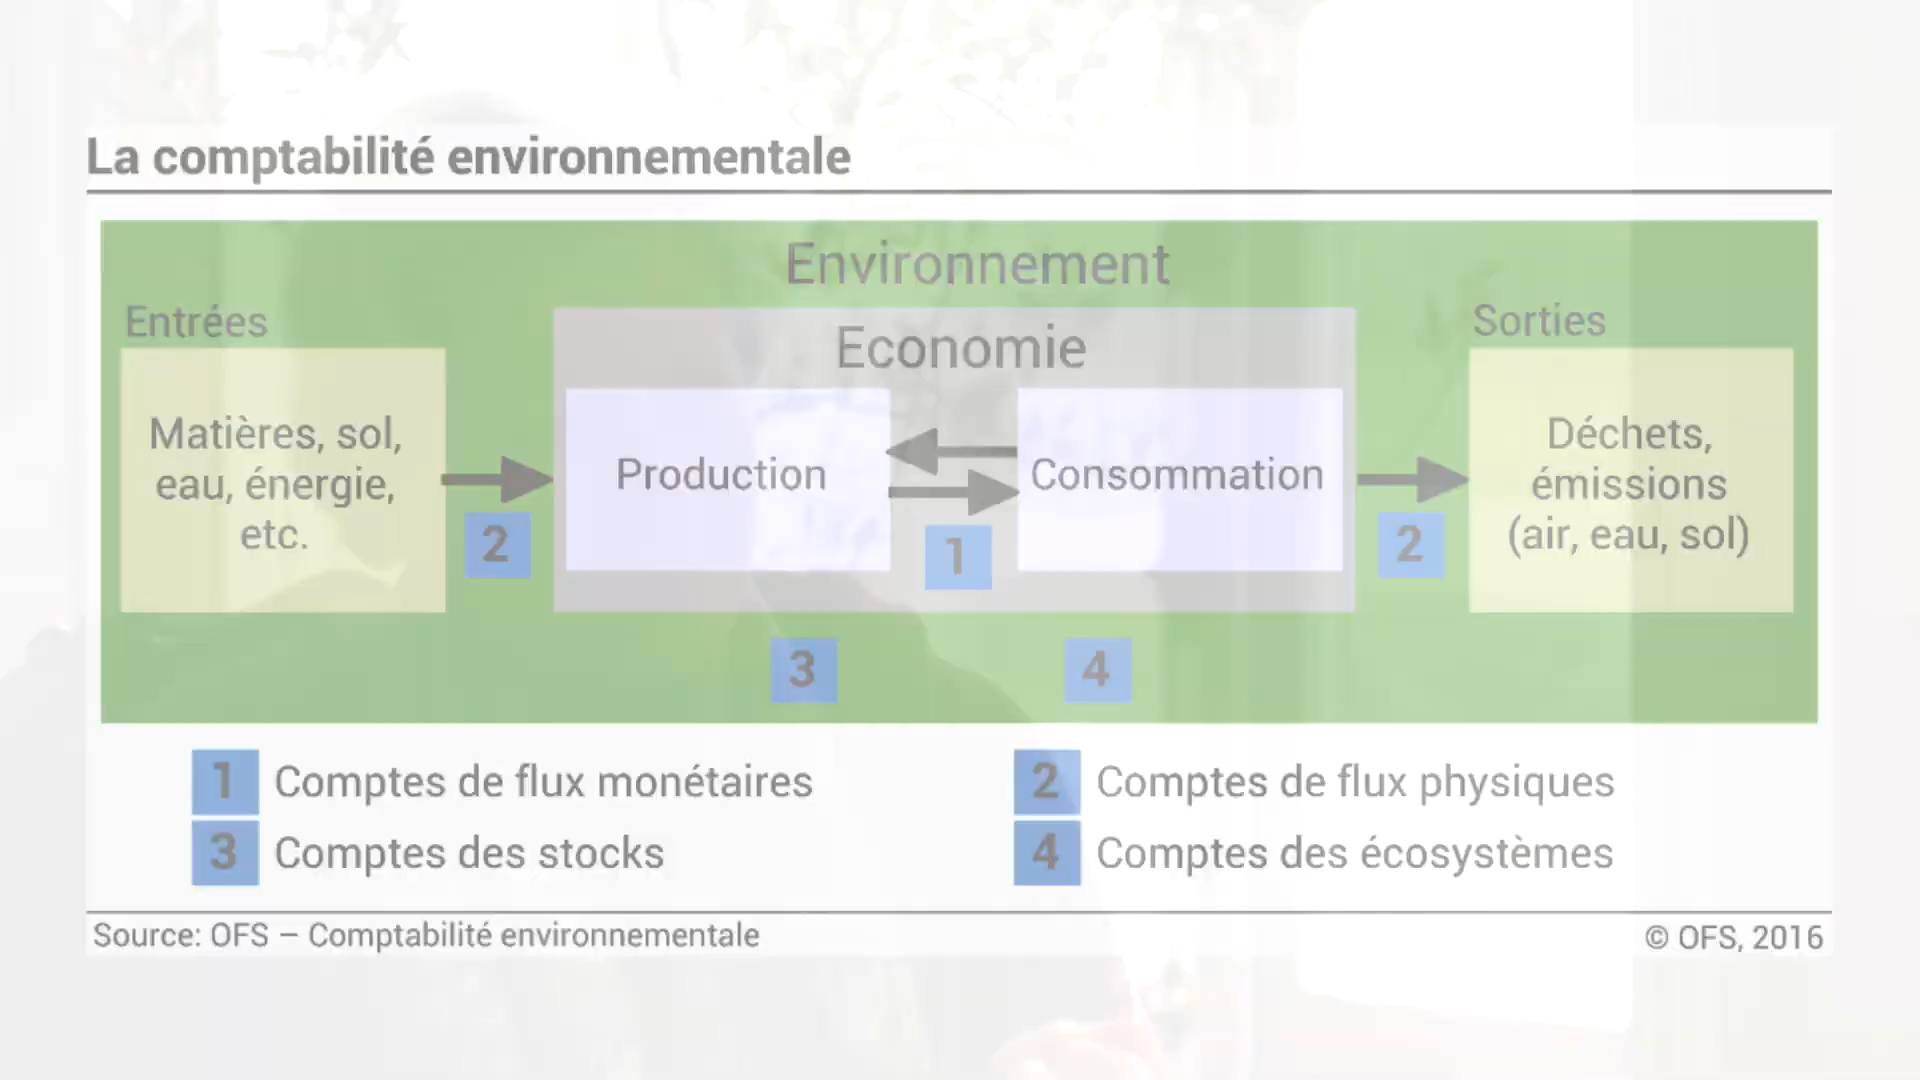 La comptabilité environnementale
Environnement
Entrées
Sorties
Economie
Matières, sol,
eau, énergie,
etc.
Production
Consommation
Déchets,
émissions
(air, eau, sol)
2
1
2
3
4
1 Comptes de flux monétaires
2 Comptes de flux physiques
3 Comptes des stocks
4 Comptes des écosystèmes
Source: OFS – Comptabilité environnementale
© OFS, 2016